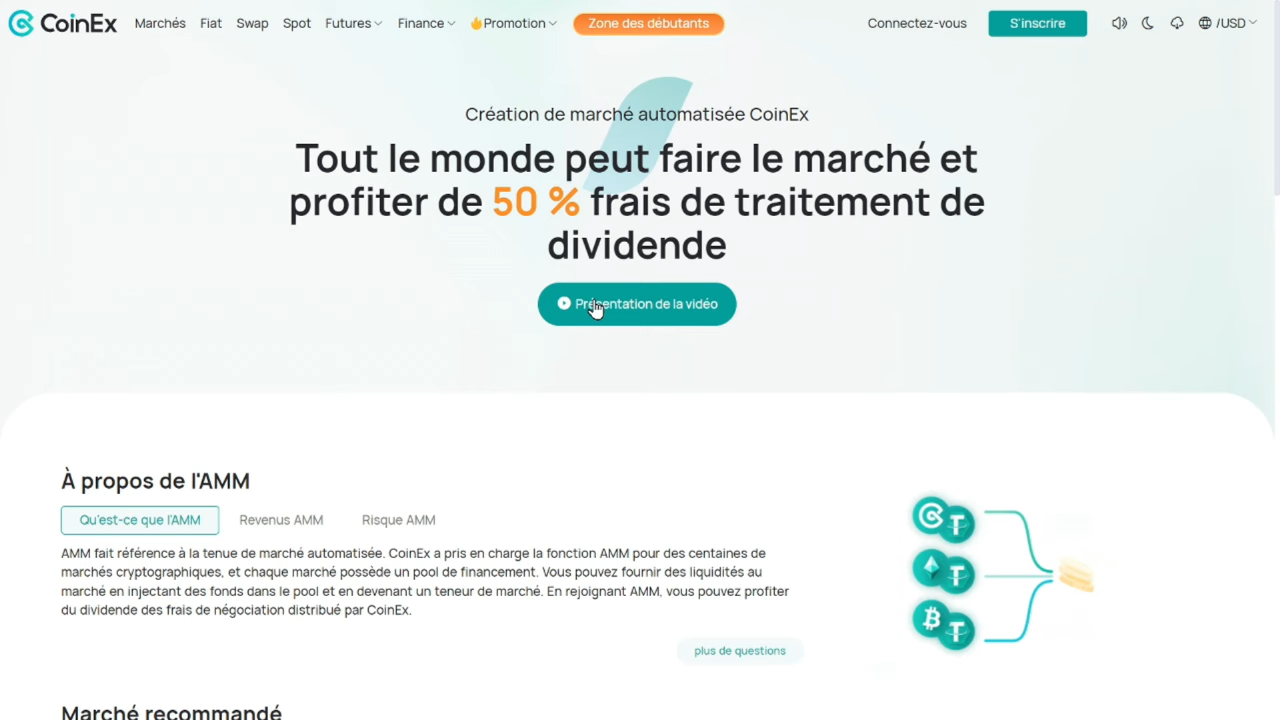 CoinEx Marchés Fiat Swap Spot Futures Finance Promotion Zone des débutants Connectez-vous S'inscrire /USD
Création de marché automatisée CoinEx
Tout le monde peut faire le marché et
profiter de 50 % frais de traitement de
dividende
Présentation de la vidéo
À propos de l'AMM
Qu'est-ce que l'AMM Revenus AMM Risque AMM
AMM fait référence à la tenue de marché automatisée. CoinEx a pris en charge la fonction AMM pour des centaines de
marchés cryptographiques, et chaque marché possède un pool de financement. Vous pouvez fournir des liquidités au
marché en injectant des fonds dans le pool et en devenant un teneur de marché. En rejoignant AMM, vous pouvez profiter
du dividende des frais de négociation distribué par CoinEx.
plus de questions
Marché recommandé